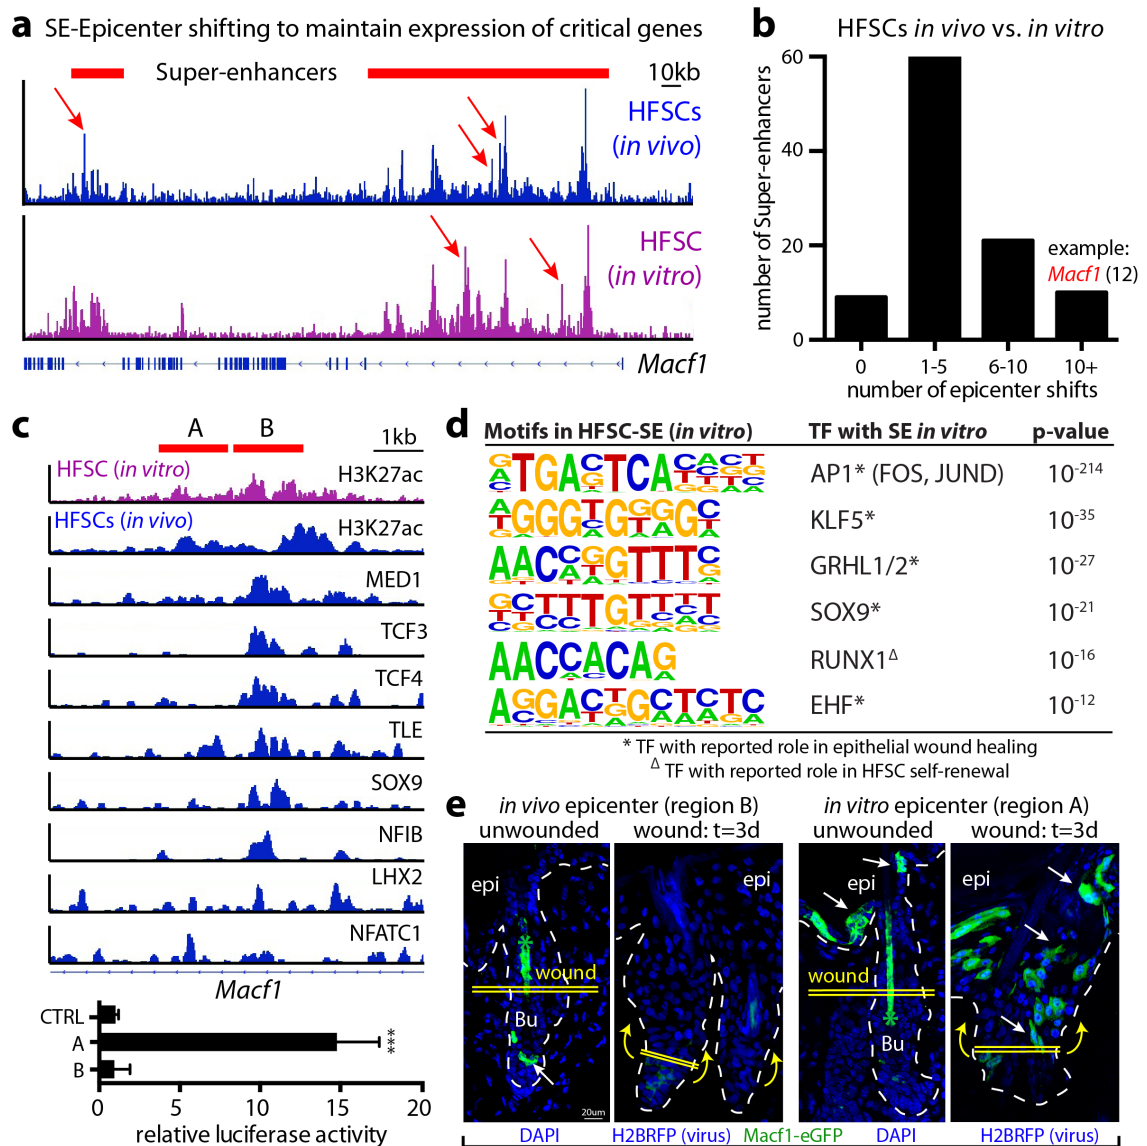 a SE-Epicenter shifting to maintain expression of critical genes
Super-enhancers
10kb
HFSCs
(in vivo)
HFSC
(in vitro)
Macf1
b HFSCs in vivo vs. in vitro
number of Super-enhancers
60
40
20
0
example:
Macf1 (12)
0 1-5 6-10 10+
number of epicenter shifts
c
A B
1kb
HFSC (in vitro) H3K27ac
HFSCs (in vivo) H3K27ac
MED1
TCF3
TCF4
TLE
SOX9
NFIB
LHX2
NFATC1
Macf1
CTRL
A ***
B
0 5 10 15 20
relative luciferase activity
d Motifs in HFSC-SE (in vitro) TF with SE in vitro p-value
AP1* (FOS, JUND) 10-214
KLF5* 10-35
GRHL1/2* 10-27
SOX9* 10-21
RUNX1Δ 10-16
EHF* 10-12
* TF with reported role in epithelial wound healing
Δ TF with reported role in HFSC self-renewal
e in vivo epicenter (region B) in vitro epicenter (region A)
unwounded wound: t=3d unwounded wound: t=3d
epi epi epi epi
* wound wound *
Bu Bu
20um
DAPI H2BRFP (virus) Macf1-eGFP DAPI H2BRFP (virus)